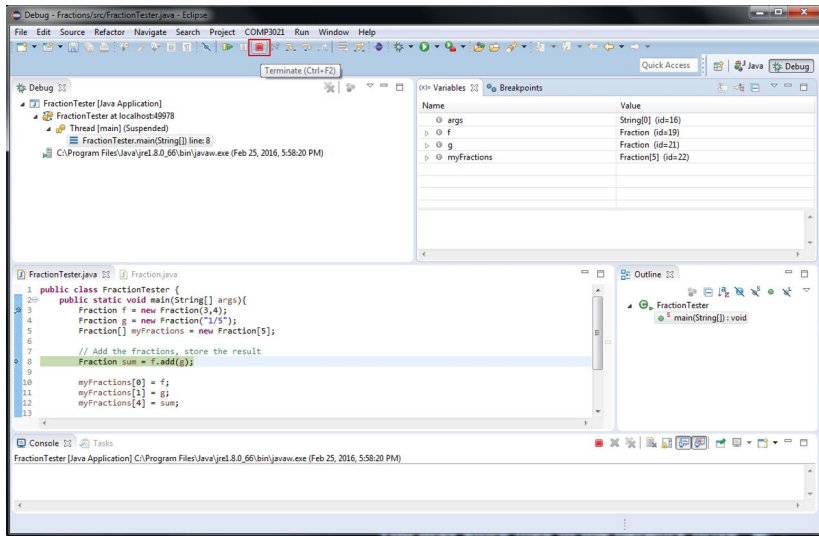 Debug - Fractions/src/FractionTester.java - Eclipse
File Edit Source Refactor Navigate Search Project COMP3021 Run Window Help
Terminate (Ctrl+F2)
Quick Access
Java
Debug
Debug
FractionTester [Java Application]
FractionTester at localhost:49978
Thread [main] (Suspended)
FractionTester.main(String[]) line: 8
C:\Program Files\Java\jre1.8.0_66\bin\javaw.exe (Feb 25, 2016, 5:58:20 PM)
(x)= Variables
Breakpoints
Name Value
args String[0] (id=16)
f Fraction (id=19)
g Fraction (id=21)
myFractions Fraction[5] (id=22)
FractionTester.java
Fraction.java
1 public class FractionTester {
2 public static void main(String[] args){
3 Fraction f = new Fraction(3,4);
4 Fraction g = new Fraction("1/5");
5 Fraction[] myFractions = new Fraction[5];
6
7 // Add the fractions, store the result
8 Fraction sum = f.add(g);
9
10 myFractions[0] = f;
11 myFractions[1] = g;
12 myFractions[4] = sum;
13
Outline
FractionTester
main(String[]) : void
Console
Tasks
FractionTester [Java Application] C:\Program Files\Java\jre1.8.0_66\bin\javaw.exe (Feb 25, 2016, 5:58:20 PM)